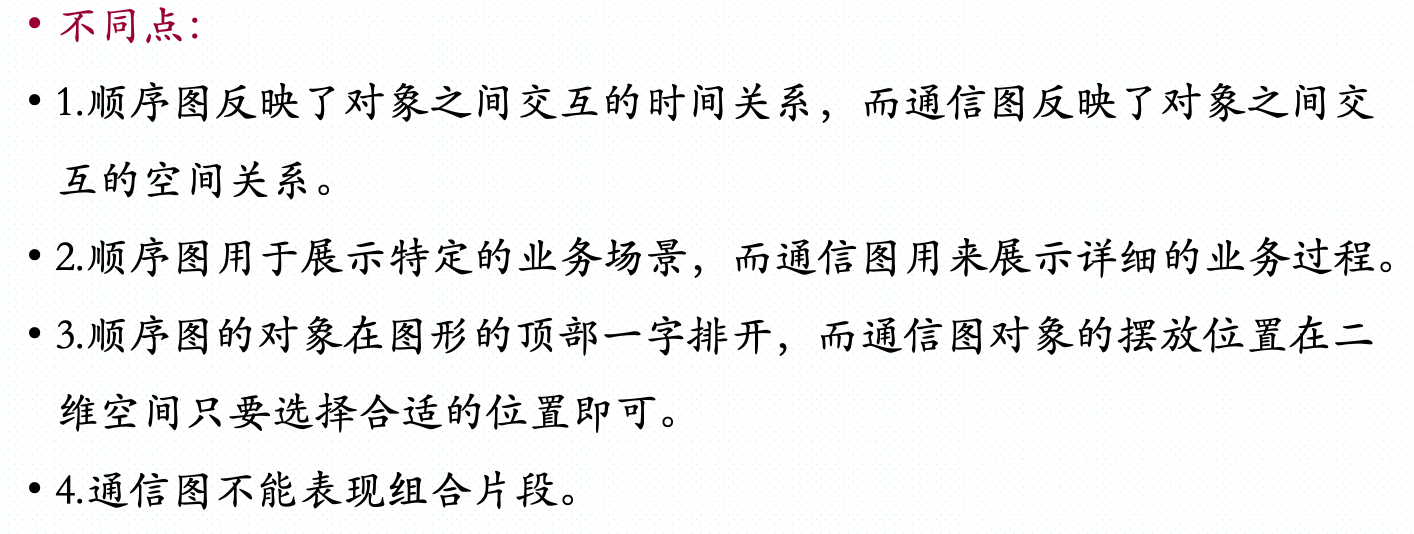 • 不同点:
• 1.顺序图反映了对象之间交互的时间关系，而通信图反映了对象之间交
互的空间关系。
• 2.顺序图用于展示特定的业务场景，而通信图用来展示详细的业务过程。
• 3.顺序图的对象在图形的顶部一字排开，而通信图对象的摆放位置在二
维空间只要选择合适的位置即可。
• 4.通信图不能表现组合片段。